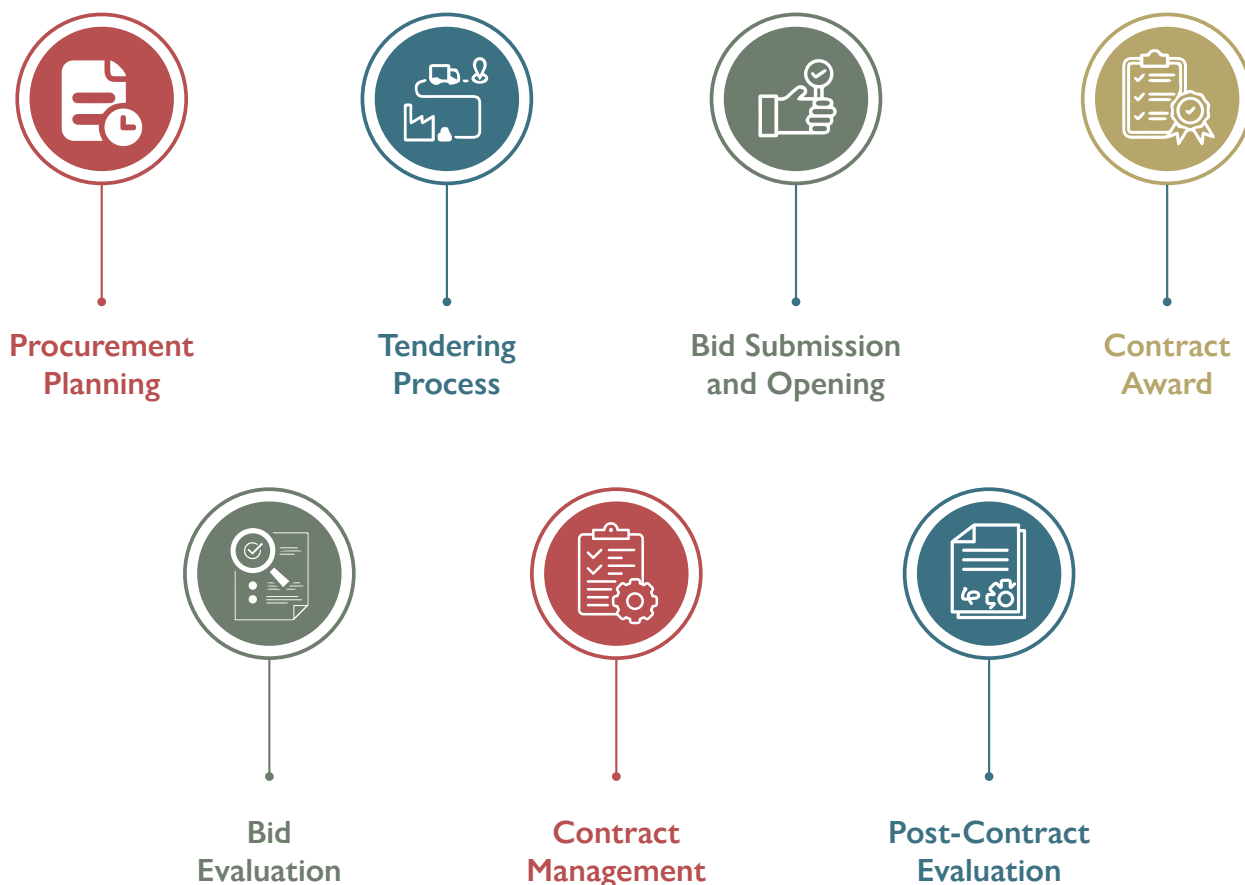 Procurement
Planning
Tendering
Process
Bid Submission
and Opening
Contract
Award
Bid
Evaluation
Contract
Management
Post-Contract
Evaluation